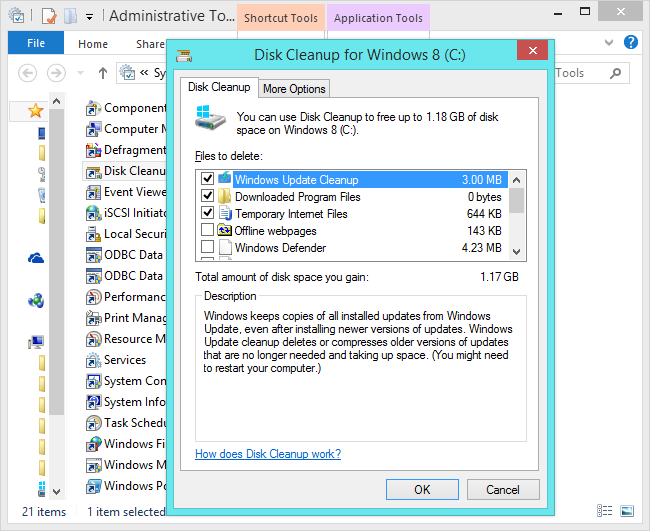 Administrative To...
Shortcut Tools
Application Tools
File
Home
Share
Disk Cleanup for Windows 8 (C:)
Disk Cleanup
More Options
You can use Disk Cleanup to free up to 1.18 GB of disk
space on Windows 8 (C:).
Files to delete:
Windows Update Cleanup 3.00 MB
Downloaded Program Files 0 bytes
Temporary Internet Files 644 KB
Offline webpages 143 KB
Windows Defender 4.23 MB
Total amount of disk space you gain: 1.17 GB
Description
Windows keeps copies of all installed updates from Windows
Update, even after installing newer versions of updates. Windows
Update cleanup deletes or compresses older versions of updates
that are no longer needed and taking up space. (You might need
to restart your computer.)
How does Disk Cleanup work?
OK
Cancel
« Sy
Tools
Component
Computer M
Defragment
Disk Cleanu
Event Viewe
iSCSI Initiato
Local Securi
ODBC Data
ODBC Data
Performance
Print Manag
Resource M
Services
System Con
System Info
Task Schedu
Windows Fi
Windows M
Windows Po
21 items
1 item selected